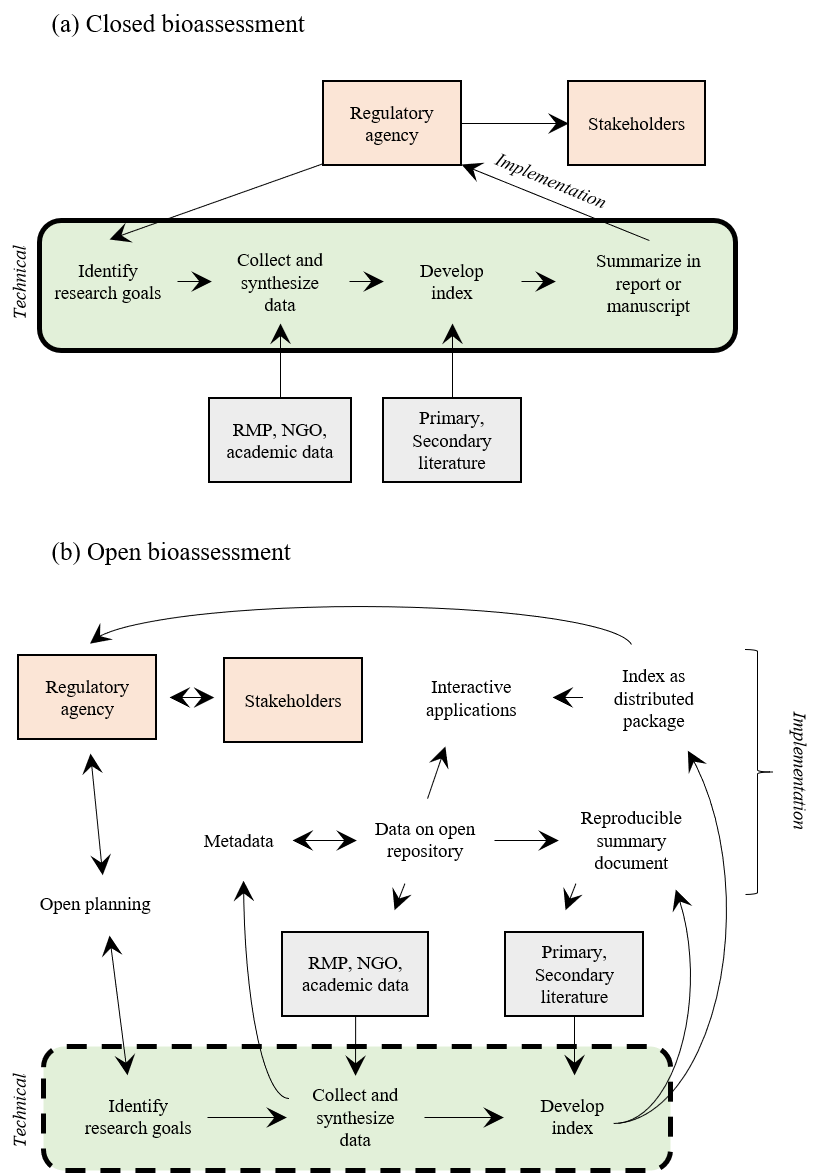 (a) Closed bioassessment
Regulatory
agency
Stakeholders
Implementation
Technical
Identify
research goals
Collect and
synthesize
data
Develop
index
Summarize in
report or
manuscript
RMP, NGO,
academic data
Primary,
Secondary
literature
(b) Open bioassessment
Regulatory
agency
Stakeholders
Interactive
applications
Index as
distributed
package
Implementation
Metadata
Data on open
repository
Reproducible
summary
document
Open planning
RMP, NGO,
academic data
Primary,
Secondary
literature
Technical
Identify
research goals
Collect and
synthesize
data
Develop
index